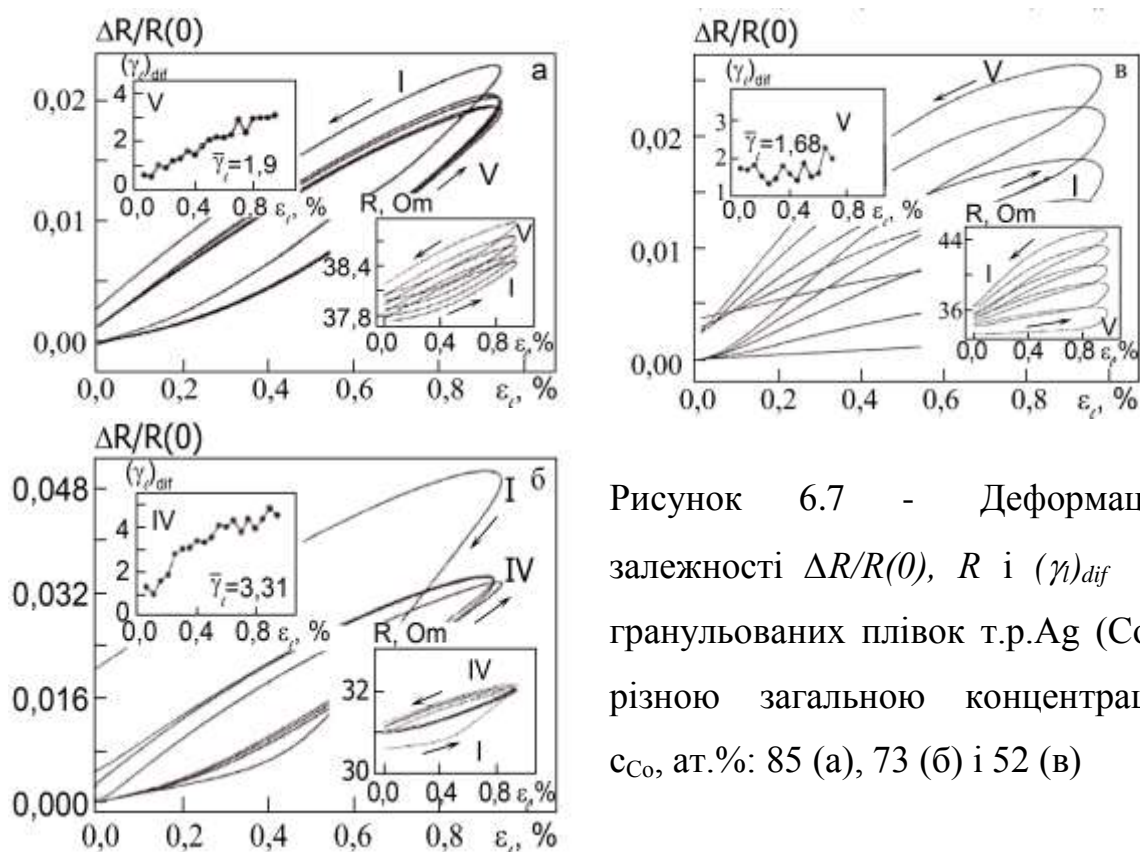 ΔR/R(0)
а
(γℓ)dif
4
V
2
γ̅ℓ=1,9
0
0,0 0,4 0,8 εℓ, %
I
V
0,02
0,01
0,00
R, Om
38,4
37,8
V
I
0,0 0,4 0,8 εℓ,%
0,0 0,2 0,4 0,6 0,8 εℓ, %
ΔR/R(0)
в
(γℓ)dif
3
2
1
V
γ̅ℓ=1,68
0,0 0,4 0,8 εℓ, %
V
I
0,02
0,01
0,00
R, Om
44
36
I
V
0,0 0,4 0,8 εℓ,%
0,0 0,2 0,4 0,6 0,8 εℓ, %
ΔR/R(0)
б
(γℓ)dif
4
IV
2
γ̅ℓ=3,31
0
0,0 0,4 0,8 εℓ, %
I
IV
0,048
0,032
0,016
0,000
R, Om
32
30
IV
I
0,0 0,4 0,8 εℓ,%
0,0 0,2 0,4 0,6 0,8 εℓ, %
Рисунок 6.7 - Деформац
залежності ΔR/R(0), R і (γl)dif
гранульованих плівок т.р.Ag (Co
різною загальною концентрац
cCo, ат.%: 85 (а), 73 (б) і 52 (в)